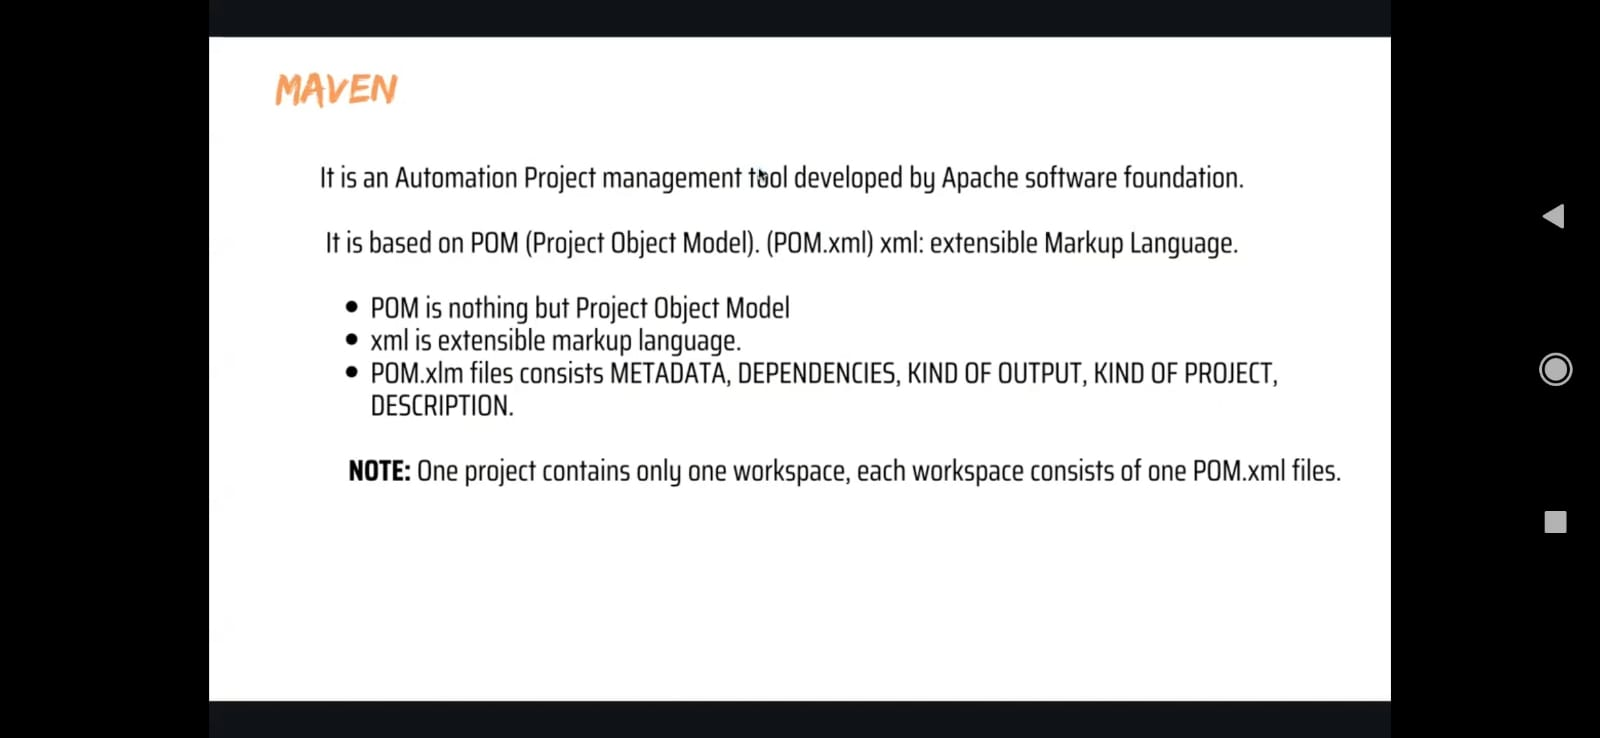 MAVEN
It is an Automation Project management tool developed by Apache software foundation.
It is based on POM (Project Object Model). (POM.xml) xml: extensible Markup Language.
• POM is nothing but Project Object Model
• xml is extensible markup language.
• POM.xlm files consists METADATA, DEPENDENCIES, KIND OF OUTPUT, KIND OF PROJECT,
DESCRIPTION.
NOTE: One project contains only one workspace, each workspace consists of one POM.xml files.